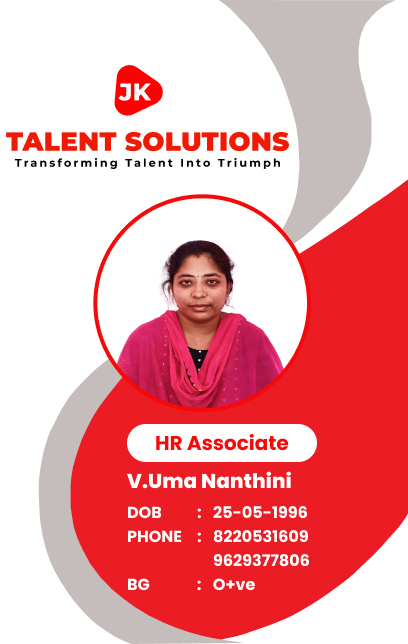 JK
TALENT SOLUTIONS
Transforming Talent Into Triumph
HR Associate
V.Uma Nanthini
DOB : 25-05-1996
PHONE : 8220531609
9629377806
BG : O+ve